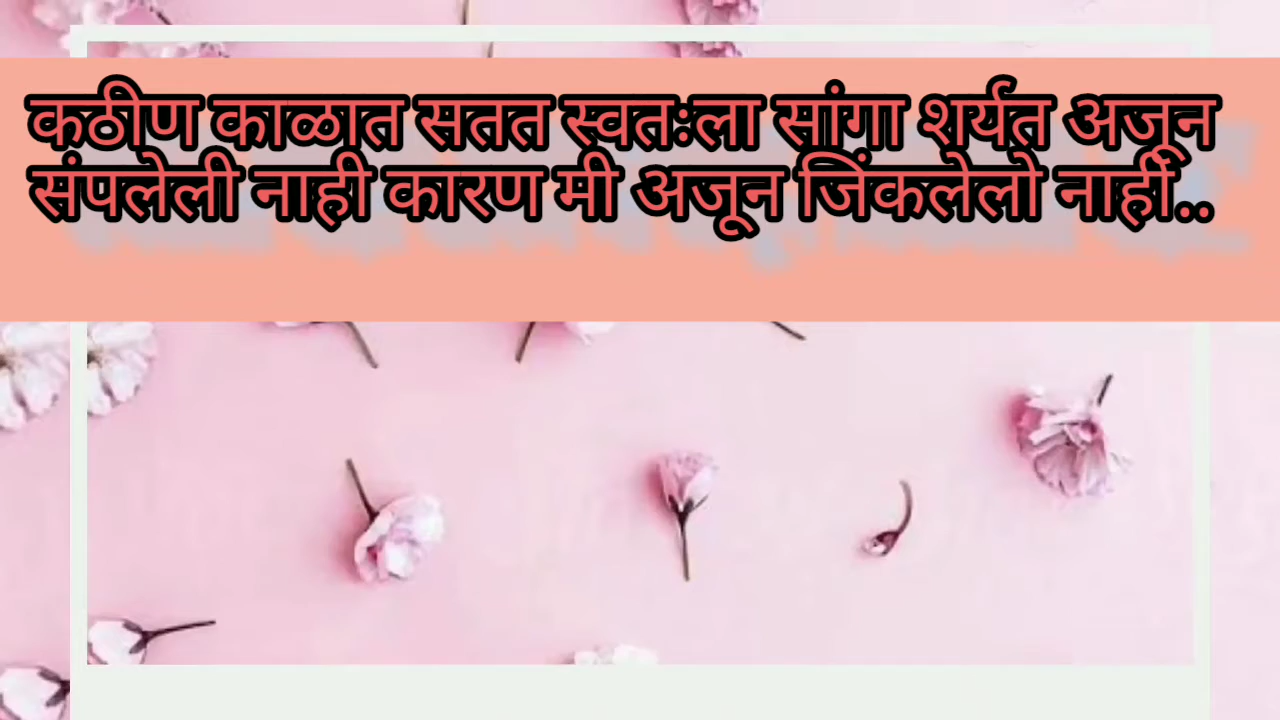 कठीण काळात सतत स्वतःला सांगा शर्यत अजून
संपलेली नाही कारण मी अजून जिंकलेलो नाही..